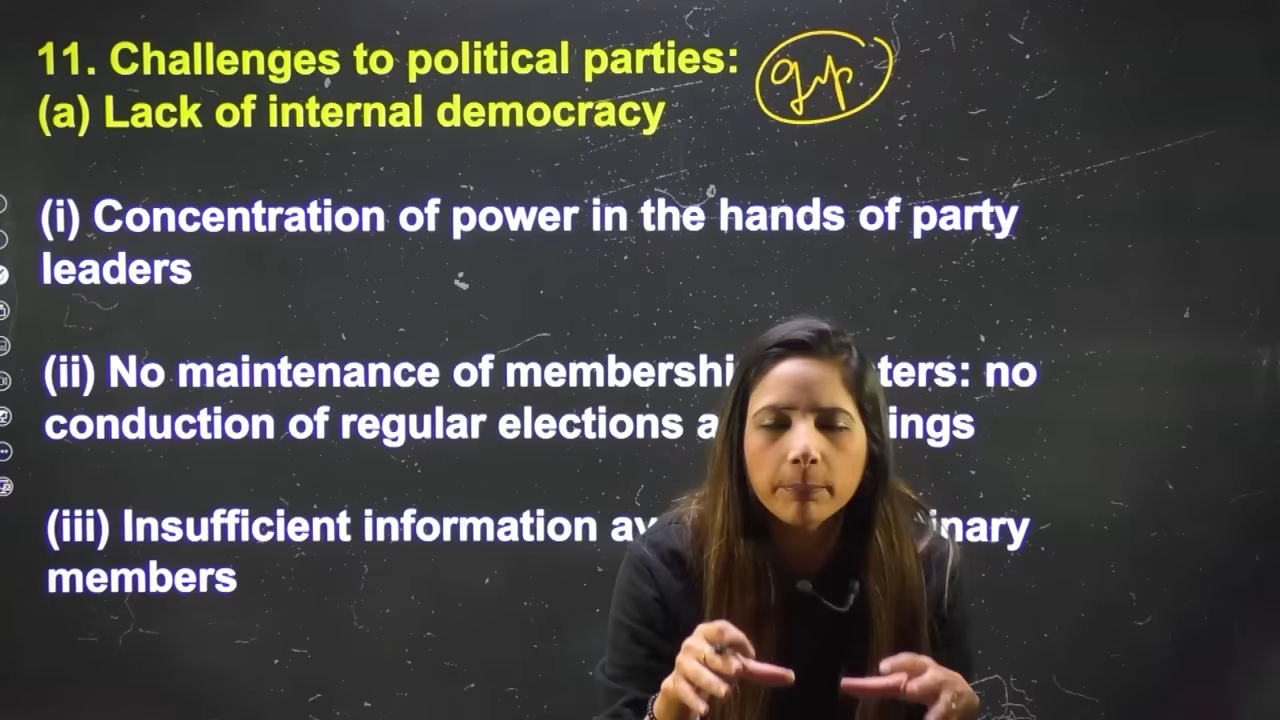 11. Challenges to political parties:
(a) Lack of internal democracy
(i) Concentration of power in the hands of party
leaders
(ii) No maintenance of membershi ters: no
conduction of regular elections a ings
(iii) Insufficient information av inary
members